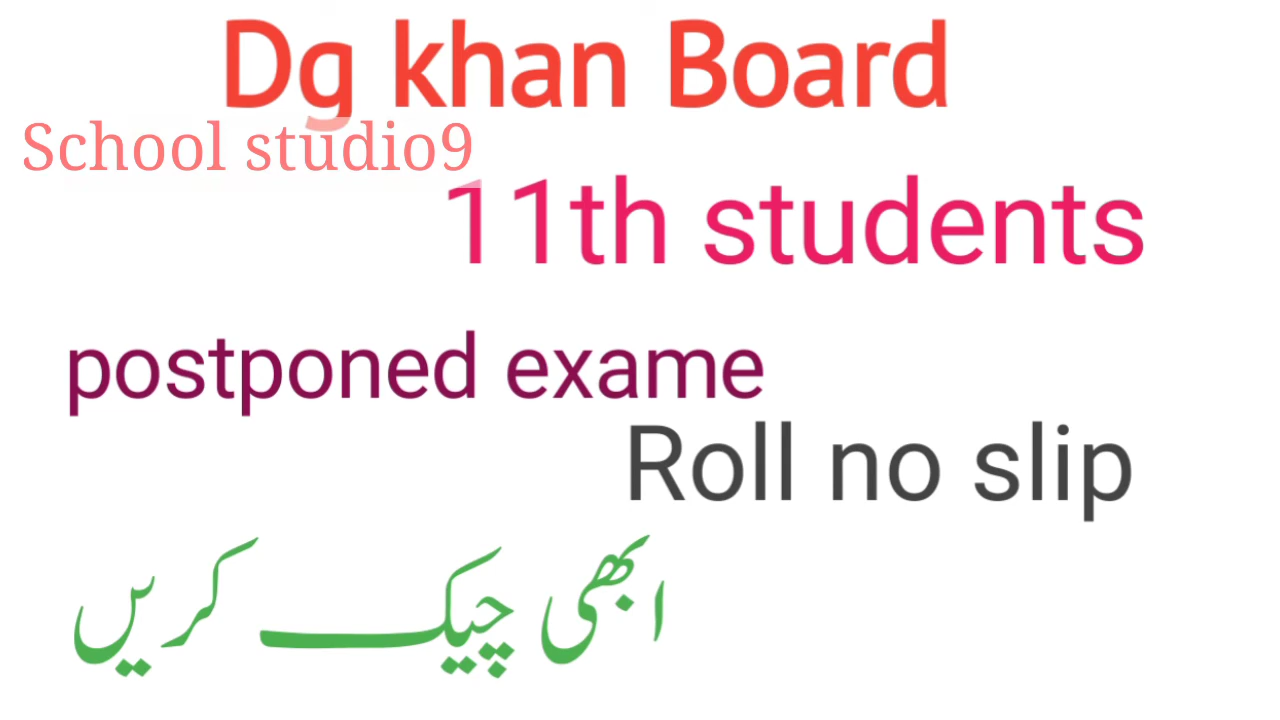 Dg khan Board
School studio9
11th students
postponed exame
Roll no slip
ابھی چیک کریں